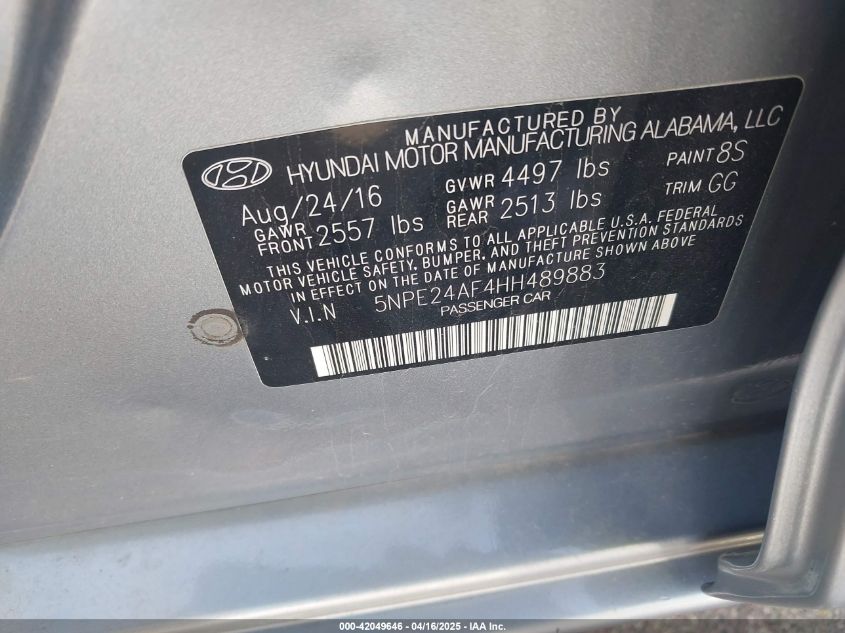 MANUFACTURED BY
HYUNDAI MOTOR MANUFACTURING ALABAMA, LLC
Aug/24/16 GVWR 4497 lbs PAINT 8S
GAWR FRONT 2557 lbs GAWR REAR 2513 lbs TRIM GG
THIS VEHICLE CONFORMS TO ALL APPLICABLE U.S.A. FEDERAL
MOTOR VEHICLE SAFETY, BUMPER, AND THEFT PREVENTION STANDARDS
IN EFFECT ON THE DATE OF MANUFACTURE SHOWN ABOVE
V.I.N 5NPE24AF4HH489883
PASSENGER CAR
000-42049646 - 04/16/2025 - IAA Inc.